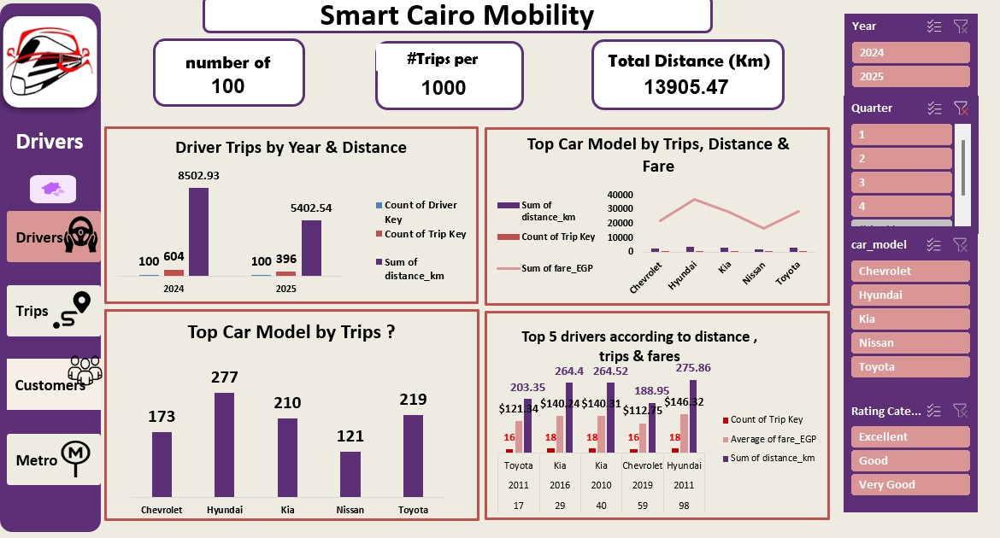 Smart Cairo Mobility
number of
100
#Trips per
1000
Total Distance (Km)
13905.47
Drivers
Drivers
Trips
Customers
M
Metro
Driver Trips by Year & Distance
8502.93
5402.54
100
604
100
396
2024
2025
Count of Driver
Key
Count of Trip Key
Sum of
distance_km
Top Car Model by Trips, Distance &
Fare
Sum of
distance_km
Count of Trip Key
Sum of fare_EGP
40000
30000
20000
10000
0
Chevrolet
Hyundai
Kia
Nissan
Toyota
Top Car Model by Trips ?
173
277
210
121
219
Chevrolet
Hyundai
Kia
Nissan
Toyota
Top 5 drivers according to distance ,
trips & fares
203.35
264.4
264.52
188.95
275.86
$121.34
$140.24
$140.31
$112.75
$146.32
16
18
18
16
18
Toyota
Kia
Kia
Chevrolet
Hyundai
2011
2016
2010
2019
2011
17
29
40
59
98
Count of Trip Key
Average of fare_EGP
Sum of distance_km
Year
2024
2025
Quarter
1
2
3
4
car_model
Chevrolet
Hyundai
Kia
Nissan
Toyota
Rating Cate...
Excellent
Good
Very Good